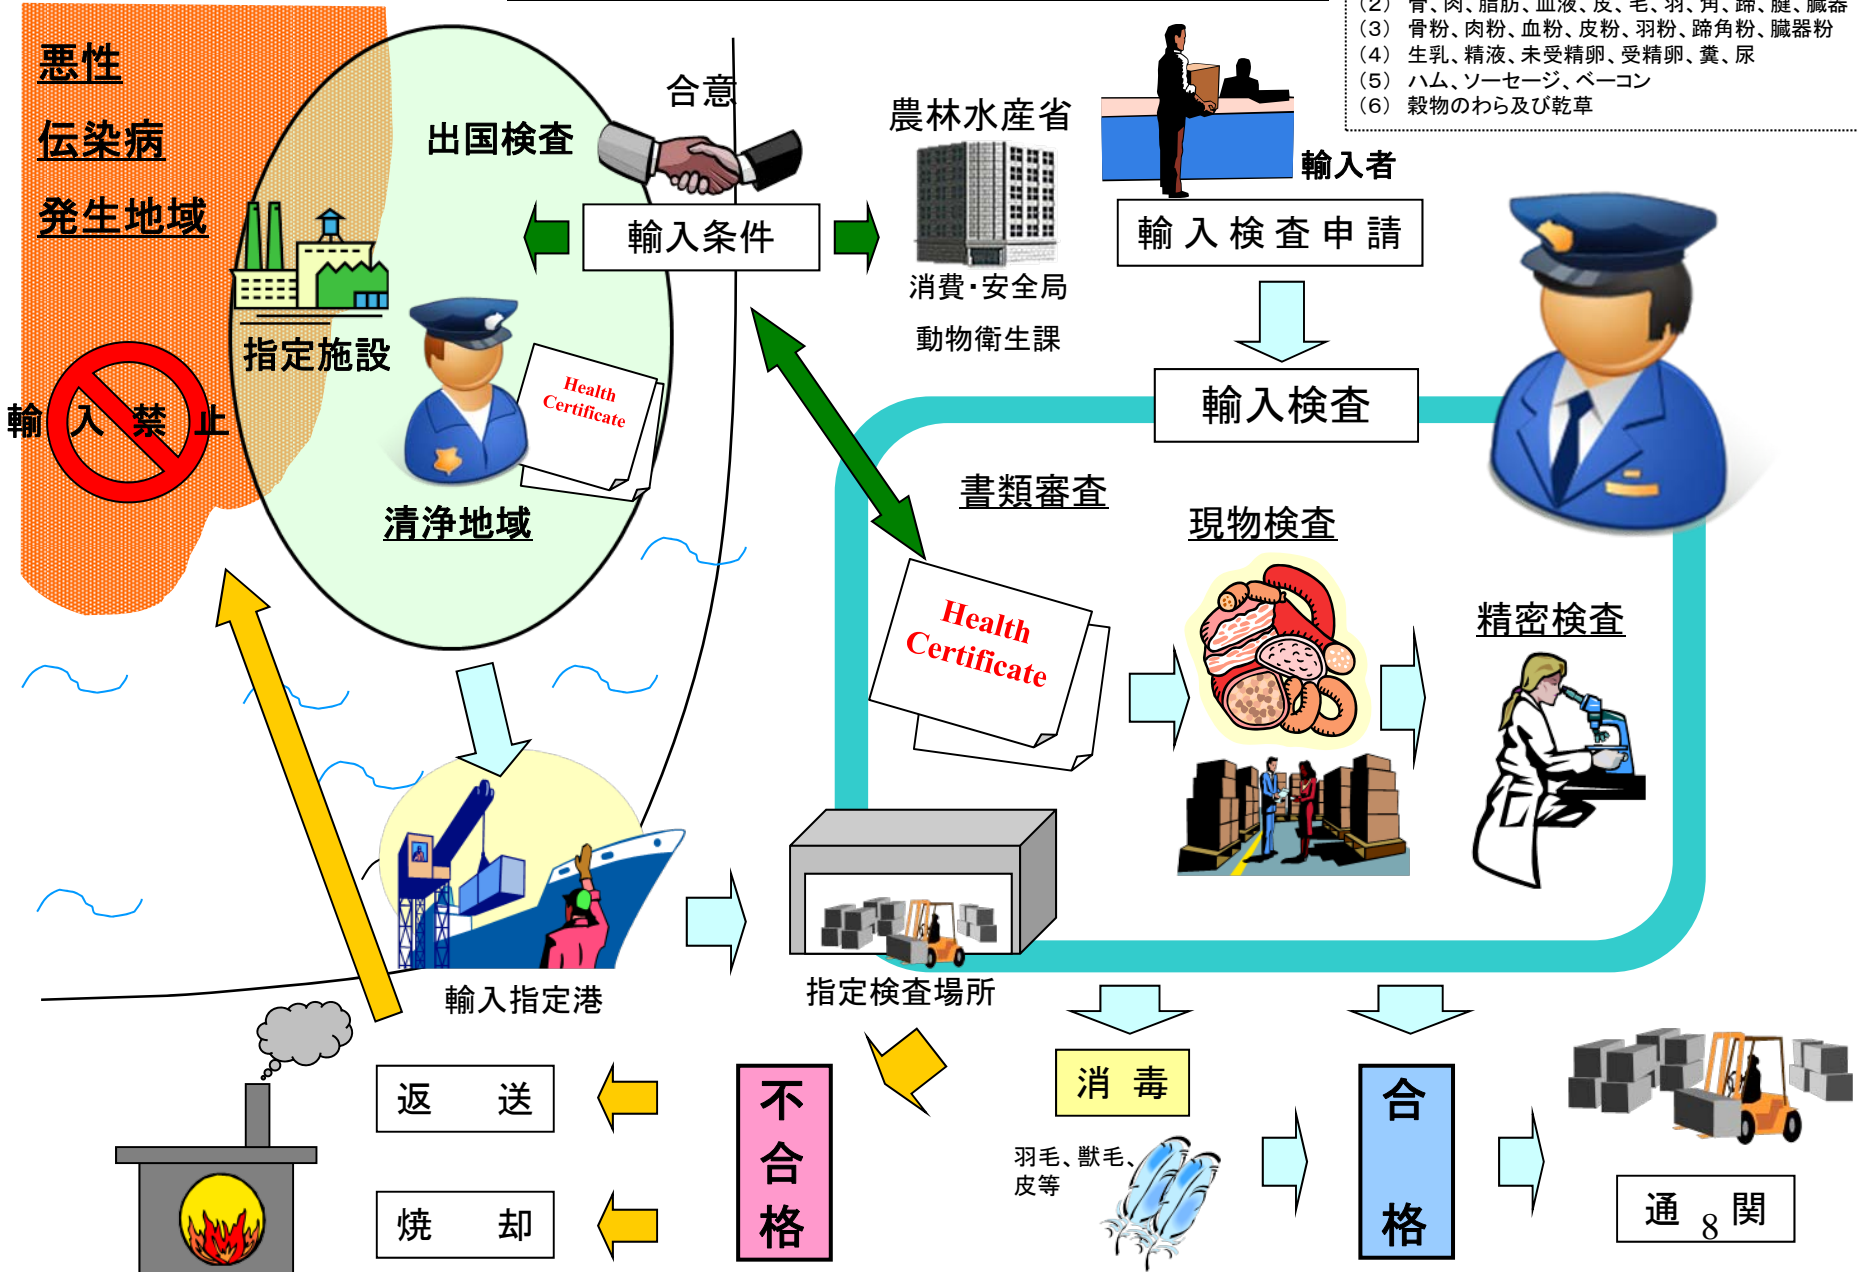 (2) 骨、肉、脂肪、血液、皮、毛、羽、角、蹄、腱、臓器
(3) 骨粉、肉粉、血粉、皮粉、羽粉、蹄角粉、臓器粉
(4) 生乳、精液、未受精卵、受精卵、糞、尿
(5) ハム、ソーセージ、ベーコン
(6) 穀物のわら及び乾草
悪性
伝染病
発生地域
合意
出国検査
農林水産省
輸入者
輸入条件
輸入検査申請
消費・安全局
動物衛生課
指定施設
Health
Certificate
輸入禁止
輸入検査
清浄地域
書類審査
現物検査
精密検査
Health
Certificate
輸入指定港
指定検査場所
返送
焼却
不合格
消毒
羽毛、獣毛、
皮等
合格
通関
8